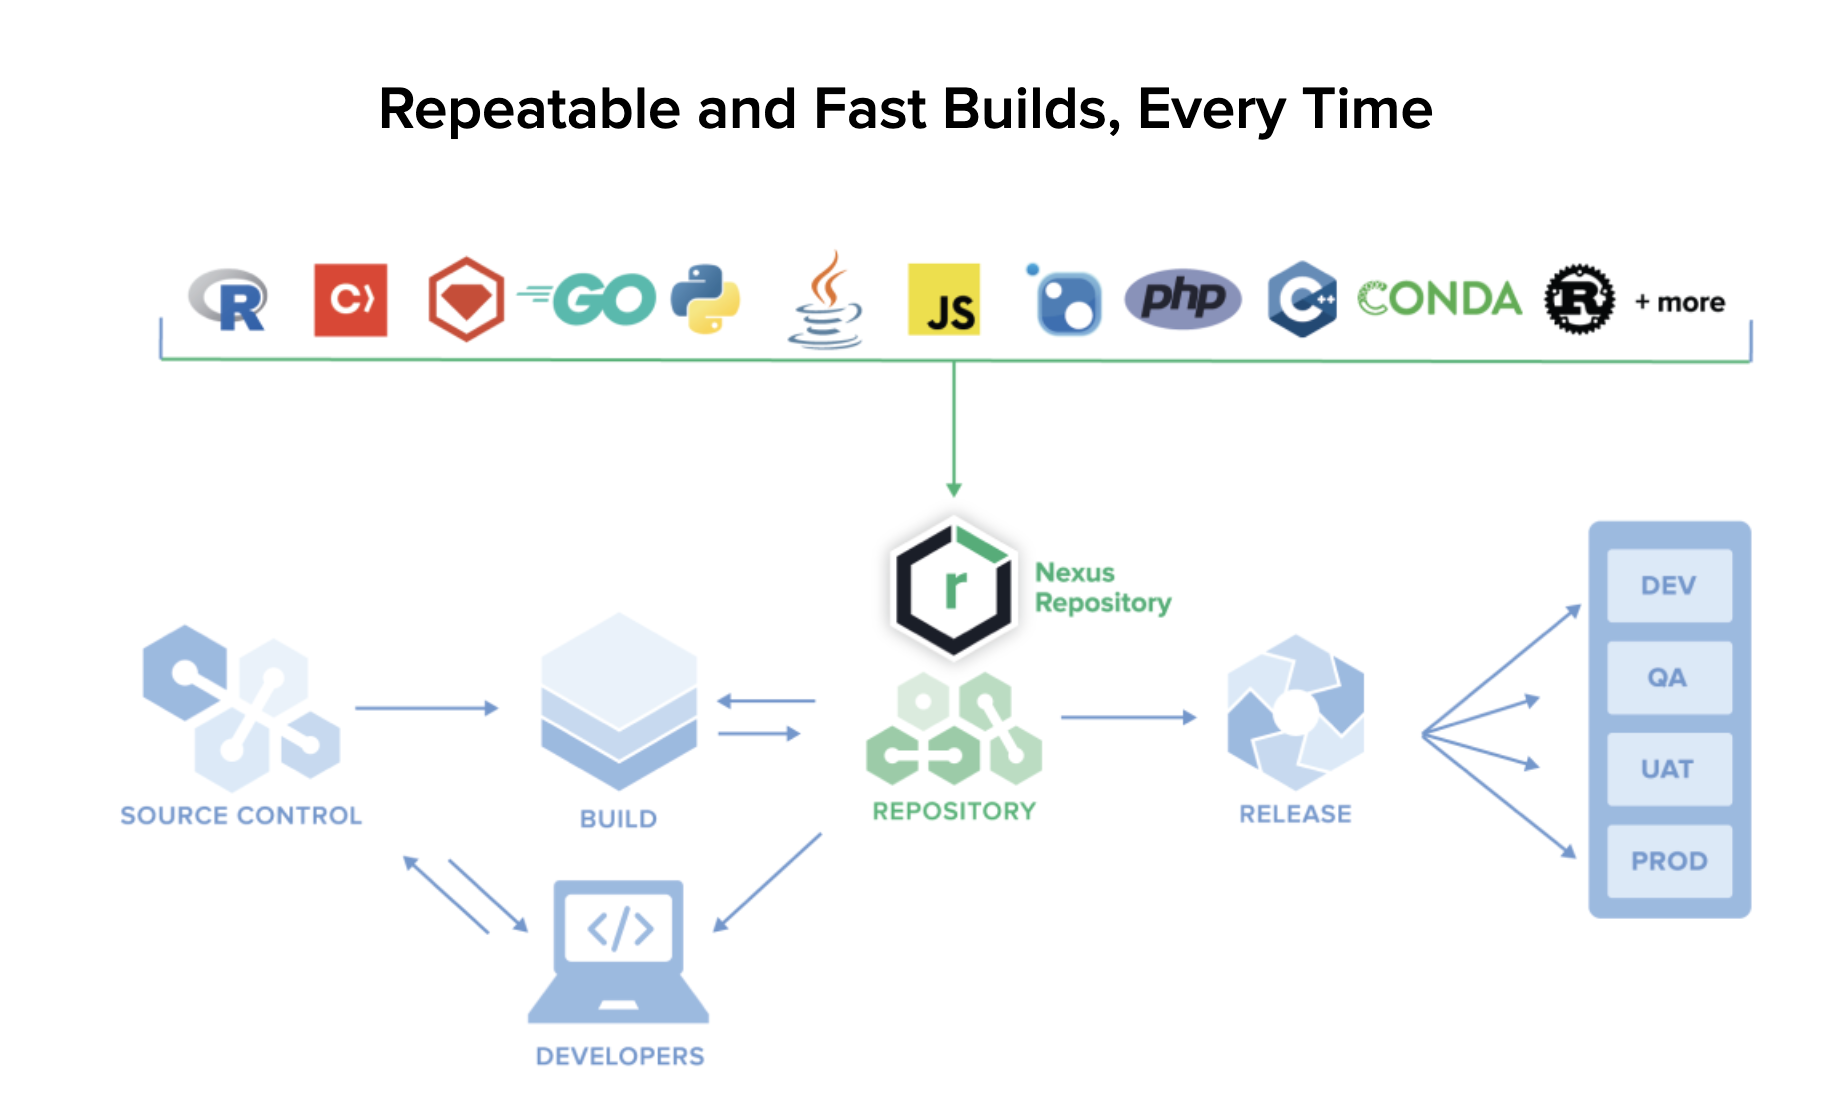 Repeatable and Fast Builds, Every Time
R
C
GO
JS
php
C++
CONDA
R
+ more
r
Nexus
Repository
SOURCE CONTROL
BUILD
REPOSITORY
RELEASE
DEV
QA
UAT
PROD
</>
DEVELOPERS